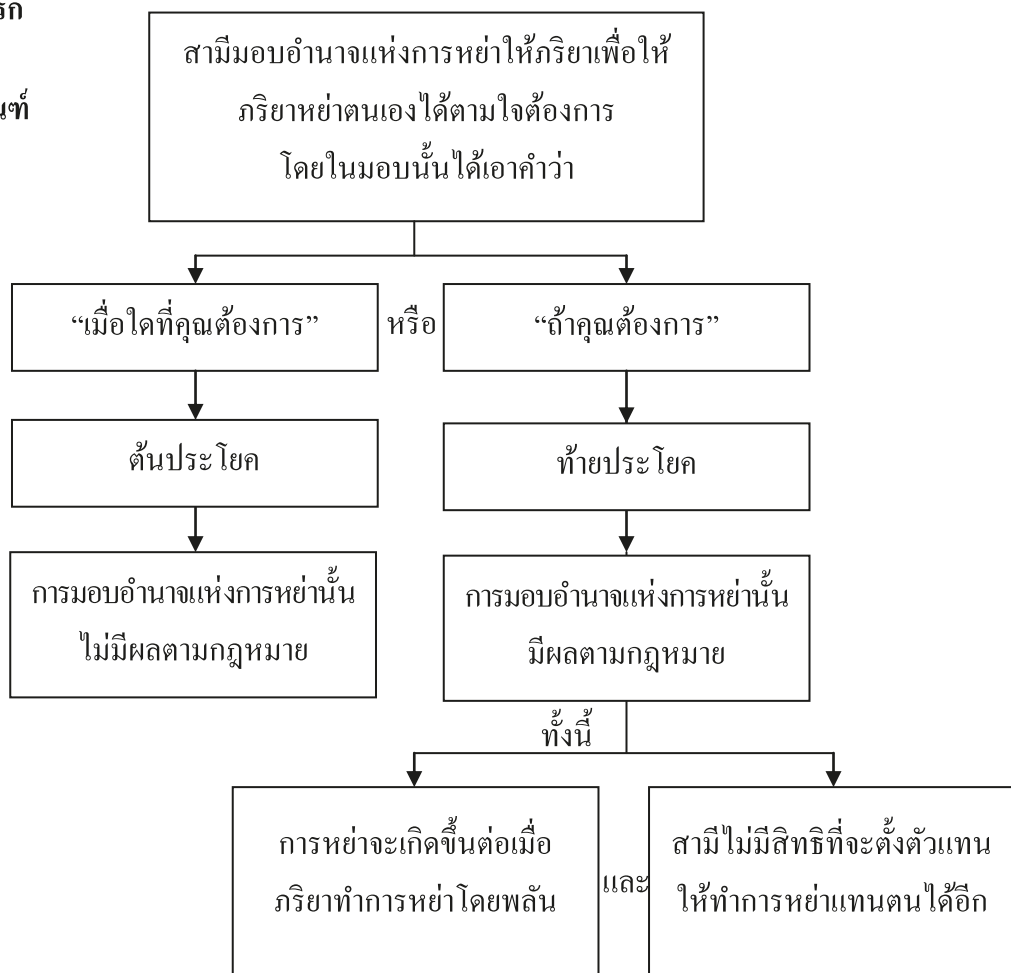 สามีมอบอำนาจแห่งการหย่าให้ภริยาเพื่อให้
ภริยาหย่าตนเองได้ตามใจต้องการ
โดยในมอบนั้นได้เอาคำว่า
“เมื่อใดที่คุณต้องการ”
หรือ
“ถ้าคุณต้องการ”
ต้นประโยค
ท้ายประโยค
การมอบอำนาจแห่งการหย่านั้น
ไม่มีผลตามกฎหมาย
การมอบอำนาจแห่งการหย่านั้น
มีผลตามกฎหมาย
ทั้งนี้
การหย่าจะเกิดขึ้นต่อเมื่อ
ภริยาทำการหย่าโดยพลัน
และ
สามีไม่มีสิทธิที่จะตั้งตัวแทน
ให้ทำการหย่าแทนตนได้อีก